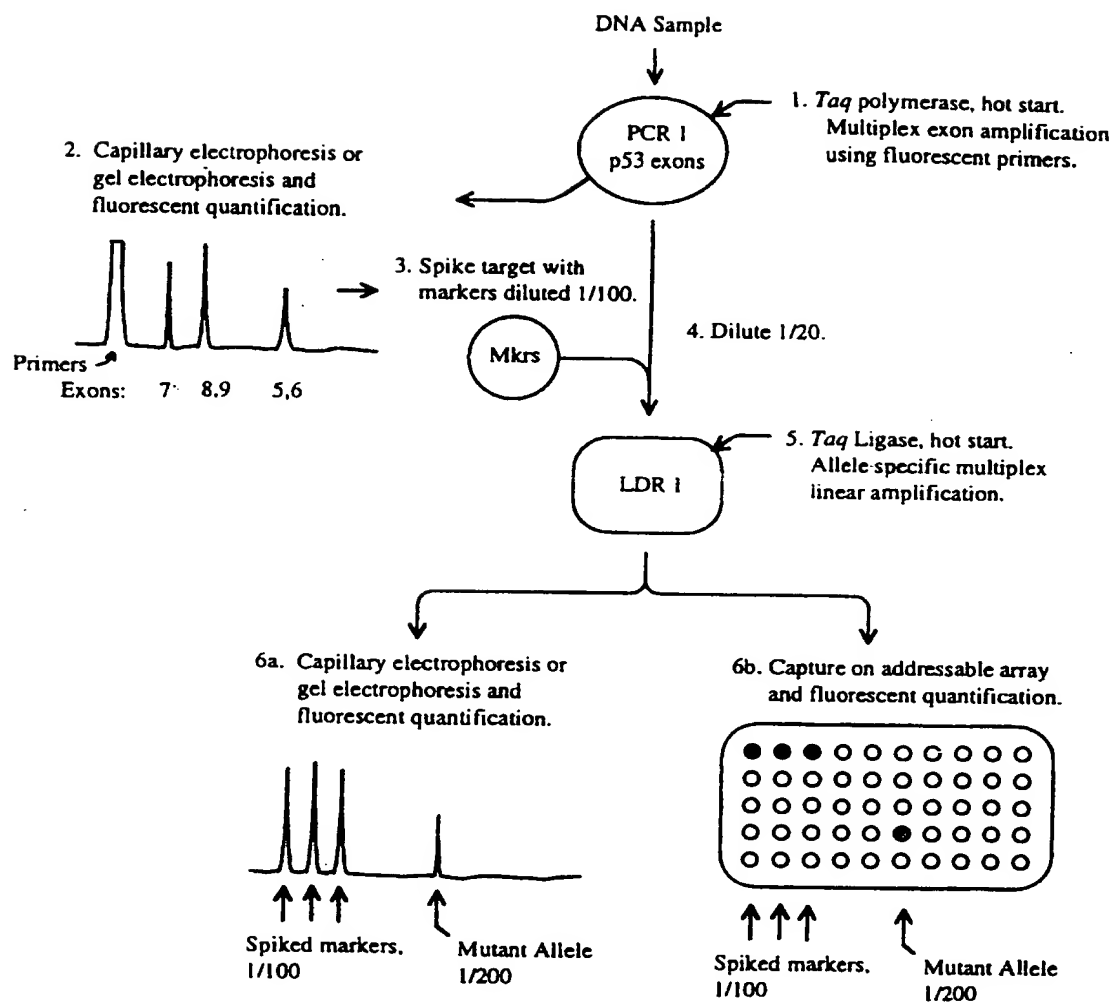 DNA Sample
PCR 1
p53 exons
1. Taq polymerase, hot start.
Multiplex exon amplification
using fluorescent primers.
2. Capillary electrophoresis or
gel electrophoresis and
fluorescent quantification.
Primers
Exons: 7 8,9 5,6
3. Spike target with
markers diluted 1/100.
Mkrs
4. Dilute 1/20.
LDR 1
5. Taq Ligase, hot start.
Allele-specific multiplex
linear amplification.
6a. Capillary electrophoresis or
gel electrophoresis and
fluorescent quantification.
Spiked markers,
1/100
Mutant Allele
1/200
6b. Capture on addressable array
and fluorescent quantification.
Spiked markers,
1/100
Mutant Allele
1/200